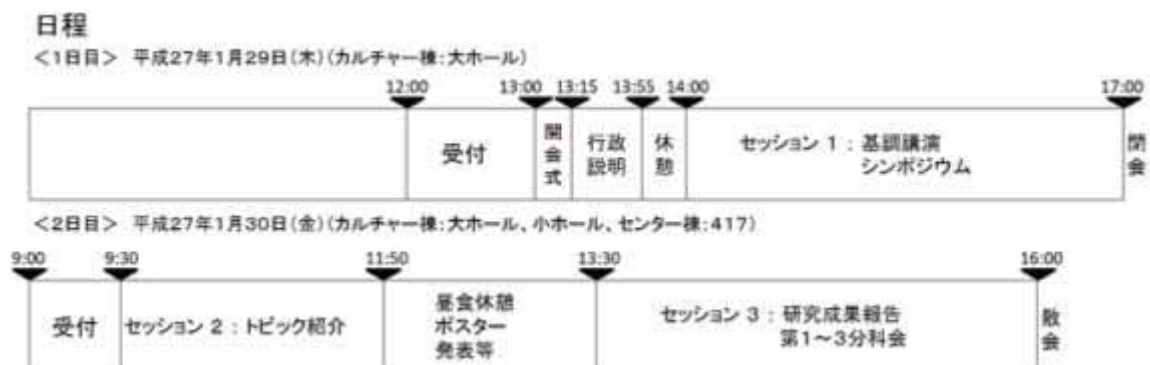 日程
<1日目> 平成27年1月29日(木)(カルチャー棟:大ホール)
12:00 13:00 13:15 13:55 14:00 17:00
受付
開会式
行政
説明
休憩
セッション 1 : 基調講演
シンポジウム
閉会
<2日目> 平成27年1月30日(金)(カルチャー棟:大ホール、小ホール、センター棟:417)
9:00 9:30 11:50 13:30 16:00
受付
セッション 2 : トピック紹介
昼食休憩
ポスター
発表等
セッション 3 : 研究成果報告
第1~3分科会
散会